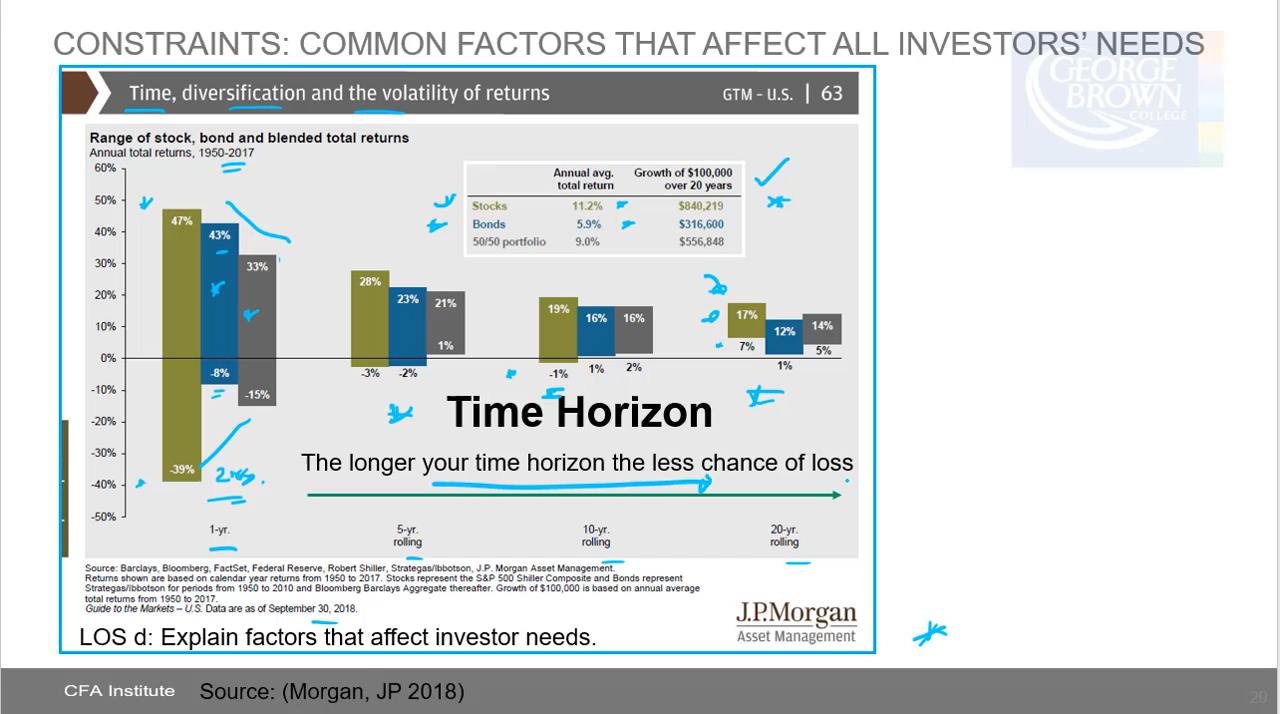 CONSTRAINTS: COMMON FACTORS THAT AFFECT ALL INVESTORS' NEEDS
GEORGE
BROWN
COLLEGE
Time, diversification and the volatility of returns
GTM – U.S. | 63
Range of stock, bond and blended total returns
Annual total returns, 1950-2017
Annual avg. Growth of $100,000
total return over 20 years
Stocks 11.2% $840,219
Bonds 5.9% $316,600
50/50 portfolio 9.0% $556,848
60%
50%
40%
30%
20%
10%
0%
-10%
-20%
-30%
-40%
-50%
47% 43% 33%
-39% -8% -15%
28% 23% 21%
-3% -2% 1%
19% 16% 16%
-1% 1% 2%
17% 12% 14%
7% 1% 5%
Time Horizon
The longer your time horizon the less chance of loss
1-yr.
5-yr.
rolling
10-yr.
rolling
20-yr.
rolling
Source: Barclays, Bloomberg, FactSet, Federal Reserve, Robert Shiller, Strategas/Ibbotson, J.P. Morgan Asset Management.
Returns shown are based on calendar year returns from 1950 to 2017. Stocks represent the S&P 500 Shiller Composite and Bonds represent
Strategas/Ibbotson for periods from 1950 to 2010 and Bloomberg Barclays Aggregate thereafter. Growth of $100,000 is based on annual average
total returns from 1950 to 2017.
Guide to the Markets – U.S. Data are as of September 30, 2018.
J.P.Morgan
Asset Management
LOS d: Explain factors that affect investor needs.
CFA Institute
Source: (Morgan, JP 2018)
29